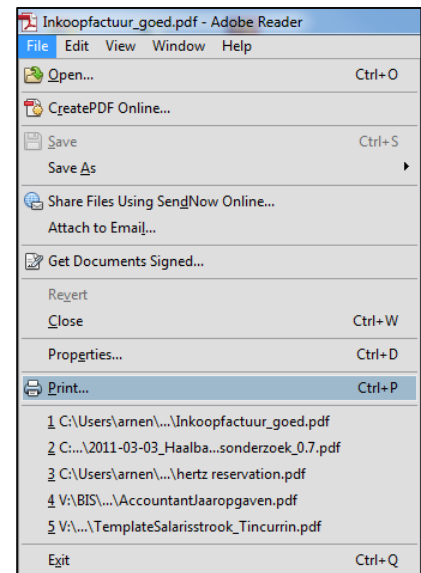 Inkoopfactuur_goed.pdf - Adobe Reader
File Edit View Window Help
Open... Ctrl+O
CreatePDF Online...
Save Ctrl+S
Save As
Share Files Using SendNow Online...
Attach to Email...
Get Documents Signed...
Revert
Close Ctrl+W
Properties... Ctrl+D
Print... Ctrl+P
1 C:\Users\arnen\...\Inkoopfactuur_goed.pdf
2 C:...\2011-03-03_Haalba...sonderzoek_0.7.pdf
3 C:\Users\arnen\...\hertz reservation.pdf
4 V:\BIS\...\AccountantJaaropgaven.pdf
5 V:\...\TemplateSalarisstrook_Tincurrin.pdf
Exit Ctrl+Q